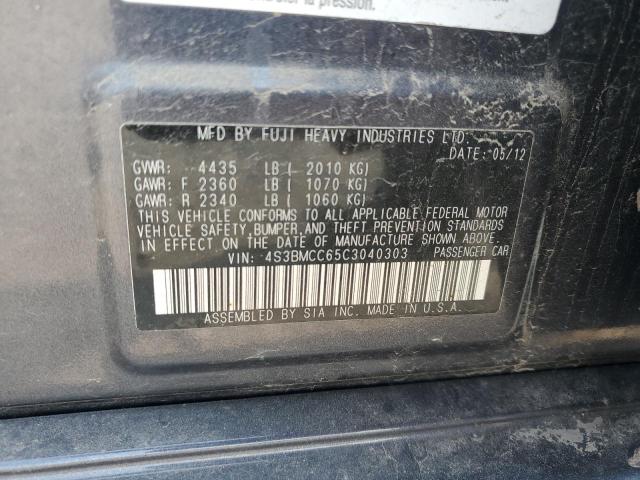 la pression.
MFD BY FUJI HEAVY INDUSTRIES LTD.
DATE: 05/12
GVWR: 4435 LB ( 2010 KG)
GAWR: F 2360 LB ( 1070 KG)
GAWR: R 2340 LB ( 1060 KG)
THIS VEHICLE CONFORMS TO ALL APPLICABLE FEDERAL MOTOR
VEHICLE SAFETY,BUMPER,AND THEFT PREVENTION STANDARDS
IN EFFECT ON THE DATE OF MANUFACTURE SHOWN ABOVE.
VIN: 4S3BMCC65C3040303 PASSENGER CAR
ASSEMBLED BY SIA INC. MADE IN U.S.A.